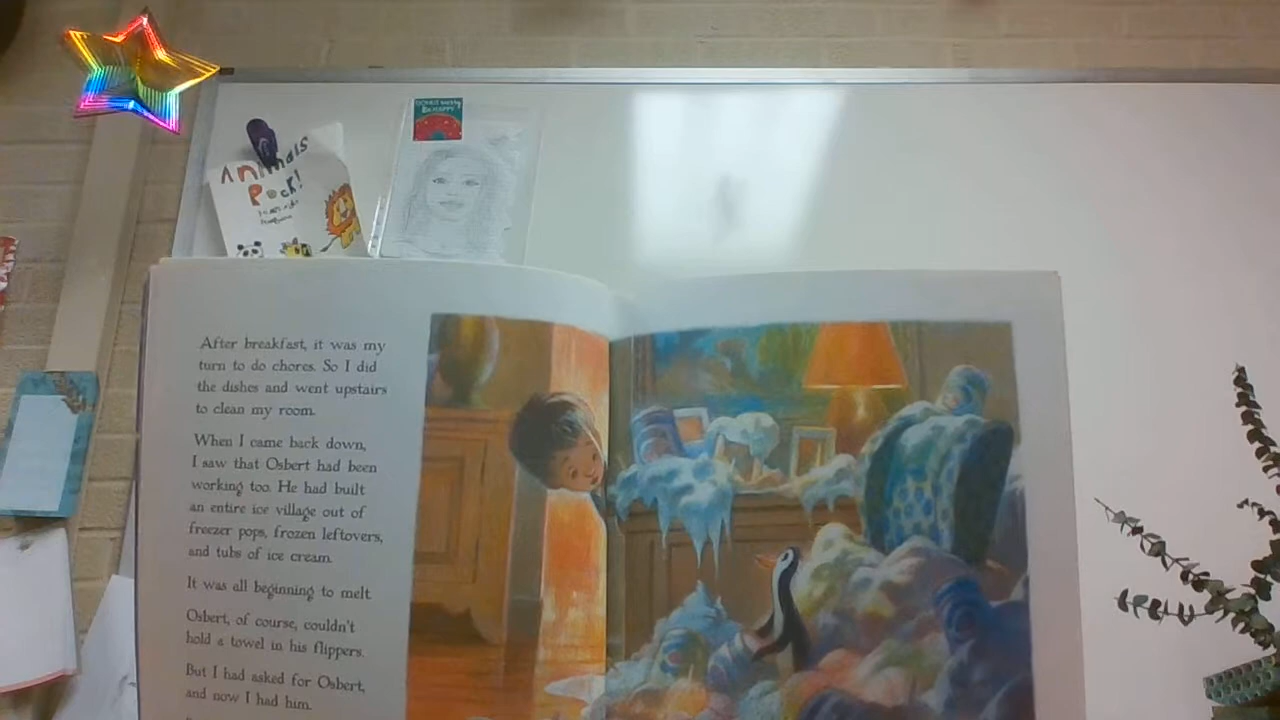 Animals
Rock!
After breakfast, it was my
turn to do chores. So I did
the dishes and went upstairs
to clean my room.
When I came back down,
I saw that Osbert had been
working too. He had built
an entire ice village out of
freezer pops, frozen leftovers,
and tubs of ice cream.
It was all beginning to melt
Osbert, of course, couldn't
hold a towel in his flippers.
But I had asked for Osbert,
and now I had him.